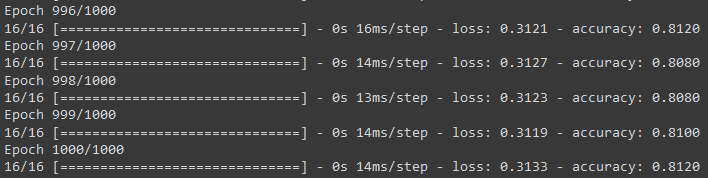 Epoch 996/1000
16/16 [==============================] - 0s 16ms/step - loss: 0.3121 - accuracy: 0.8120
Epoch 997/1000
16/16 [==============================] - 0s 14ms/step - loss: 0.3127 - accuracy: 0.8080
Epoch 998/1000
16/16 [==============================] - 0s 13ms/step - loss: 0.3123 - accuracy: 0.8080
Epoch 999/1000
16/16 [==============================] - 0s 14ms/step - loss: 0.3119 - accuracy: 0.8100
Epoch 1000/1000
16/16 [==============================] - 0s 14ms/step - loss: 0.3133 - accuracy: 0.8120